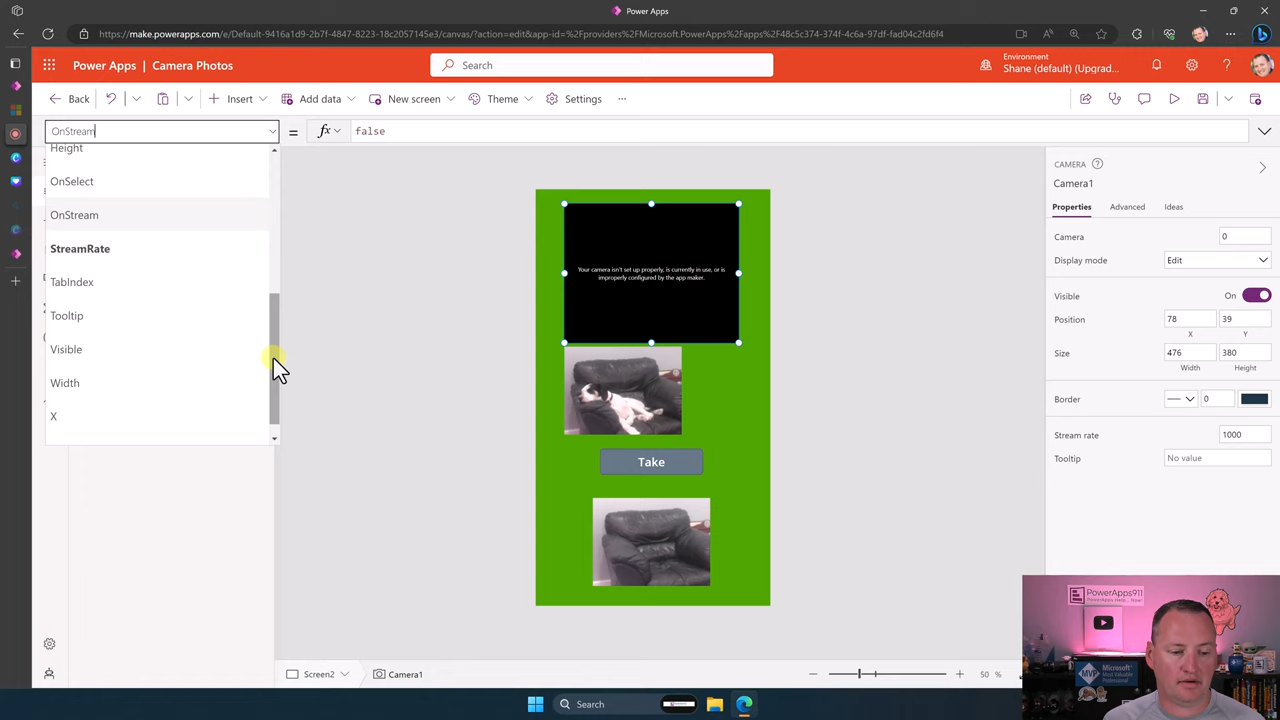 Power Apps
https://make.powerapps.com/e/Default-9416a1d9-2b7f-4847-8223-18c2057145e3/canvas/?action=edit&app-id=%2Fproviders%2FMicrosoft.PowerApps%2Fapps%2F48c5c374-374f-4c6a-97df-fad04c2fd6f4
Power Apps | Camera Photos
Search
Environment
Shane (default) (Upgrad...
Back
Insert
Add data
New screen
Theme
Settings
OnStream
=
fx
false
Height
OnSelect
OnStream
StreamRate
TabIndex
Tooltip
Visible
Width
X
Your camera isn't set up properly, is currently in use, or is
improperly configured by the app maker.
Take
CAMERA
Camera1
Properties
Advanced
Ideas
Camera
0
Display mode
Edit
Visible
On
Position
78
39
X
Y
Size
476
380
Width
Height
Border
0
Stream rate
1000
Tooltip
No value
PowerApps911
Microsoft
Most Valuable
Professional
Screen2
Camera1
50 %
Search